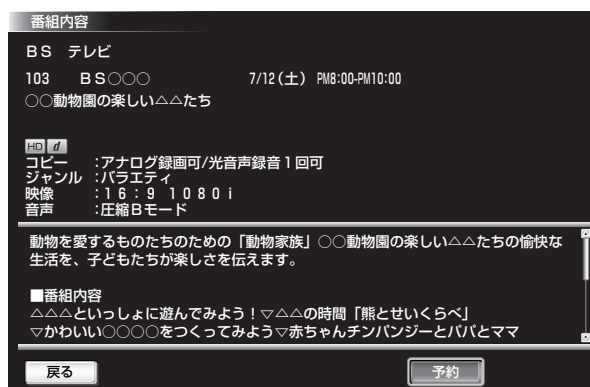 番組内容
BS テレビ
103 BS○○○ 7/12(土) PM8:00-PM10:00
○○動物園の楽しい△△たち
HD d
コピー :アナログ録画可/光音声録音1回可
ジャンル :バラエティ
映像 :16:9 1080i
音声 :圧縮Bモード
動物を愛するものたちのための「動物家族」○○動物園の楽しい△△たちの愉快な
生活を、子どもたちが楽しさを伝えます。
■番組内容
△△△といっしょに遊んでみよう!▽△△の時間「熊とせいくらべ」
▽かわいい○○○○をつくってみよう▽赤ちゃんチンパンジーとパパとママ
戻る 予約